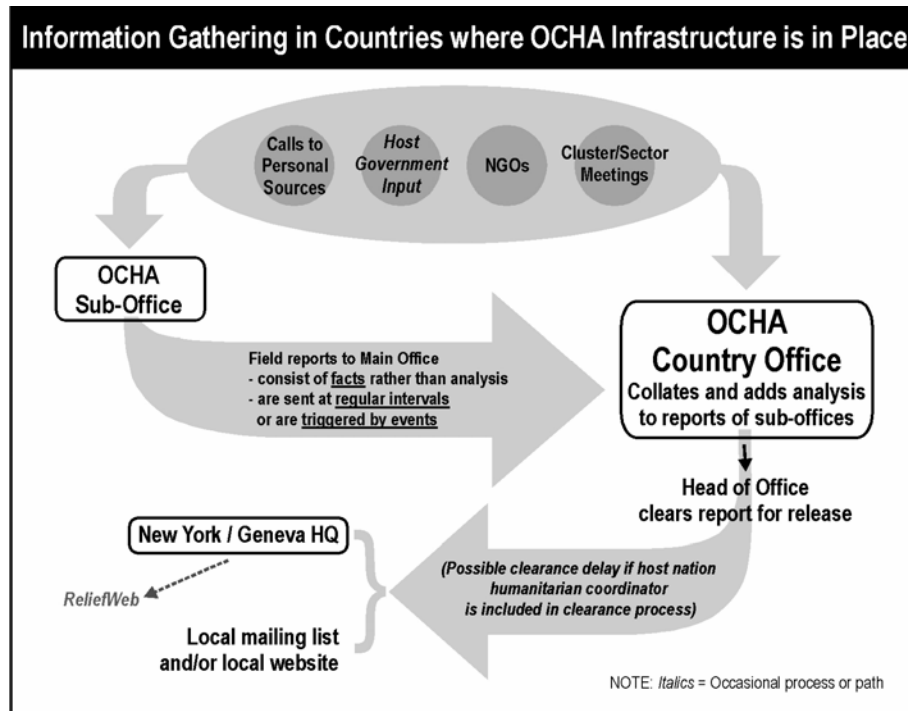 Information Gathering in Countries where OCHA Infrastructure is in Place
Calls to
Personal
Sources
Host
Government
Input
NGOs
Cluster/Sector
Meetings
OCHA
Sub-Office
Field reports to Main Office
- consist of facts rather than analysis
- are sent at regular intervals
or are triggered by events
OCHA
Country Office
Collates and adds analysis
to reports of sub-offices
Head of Office
clears report for release
New York / Geneva HQ
ReliefWeb
Local mailing list
and/or local website
(Possible clearance delay if host nation
humanitarian coordinator
is included in clearance process)
NOTE: Italics = Occasional process or path